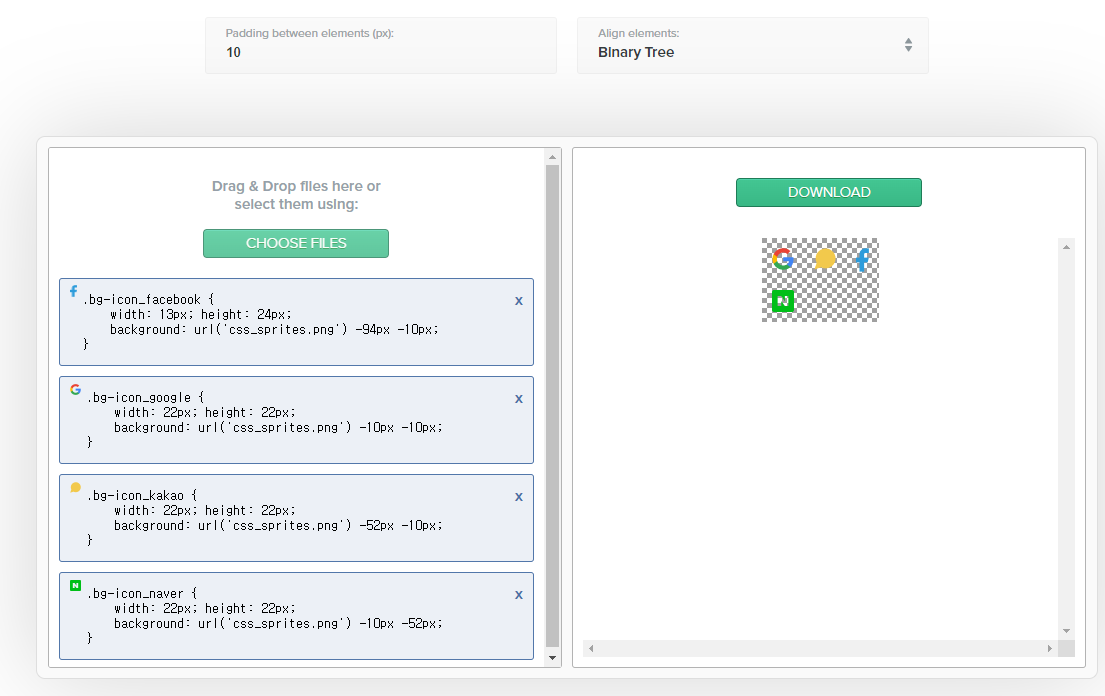 Padding between elements (px):
10
Align elements:
Binary Tree
Drag & Drop files here or
select them using:
CHOOSE FILES
.bg-icon_facebook {
x
width: 13px; height: 24px;
background: url('css_sprites.png') -94px -10px;
}
.bg-icon_google {
x
width: 22px; height: 22px;
background: url('css_sprites.png') -10px -10px;
}
.bg-icon_kakao {
x
width: 22px; height: 22px;
background: url('css_sprites.png') -52px -10px;
}
.bg-icon_naver {
x
width: 22px; height: 22px;
background: url('css_sprites.png') -10px -52px;
}
DOWNLOAD